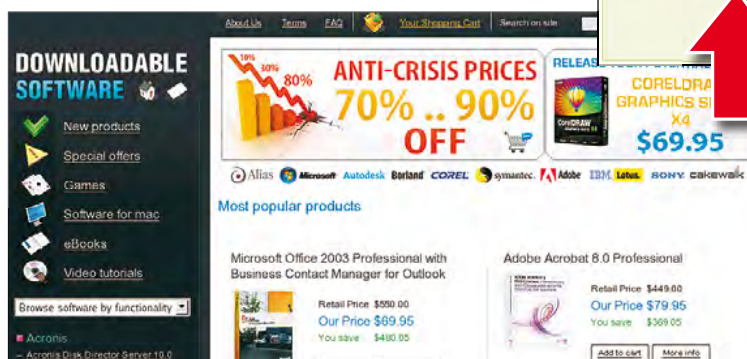 About Us Terms FAQ Your Shopping Cart Search on site
DOWNLOADABLE
SOFTWARE
New products
Special offers
Games
Software for mac
eBooks
Video tutorials
Browse software by functionality
Acronis
– Acronis Disk Director Server 10.0
30% 50% 80%
ANTI-CRISIS PRICES
70% .. 90%
OFF
CORELDRA
GRAPHICS S
X4
$69.95
Alias Microsoft Autodesk Borland COREL symantec. Adobe IBM Lotus. SONY cakewalk
Most popular products
Microsoft Office 2003 Professional with
Business Contact Manager for Outlook
Retail Price $550.00
Our Price $69.95
You save $480.05
Adobe Acrobat 8.0 Professional
Retail Price $449.00
Our Price $79.95
You save $369.05
Add to cart More info